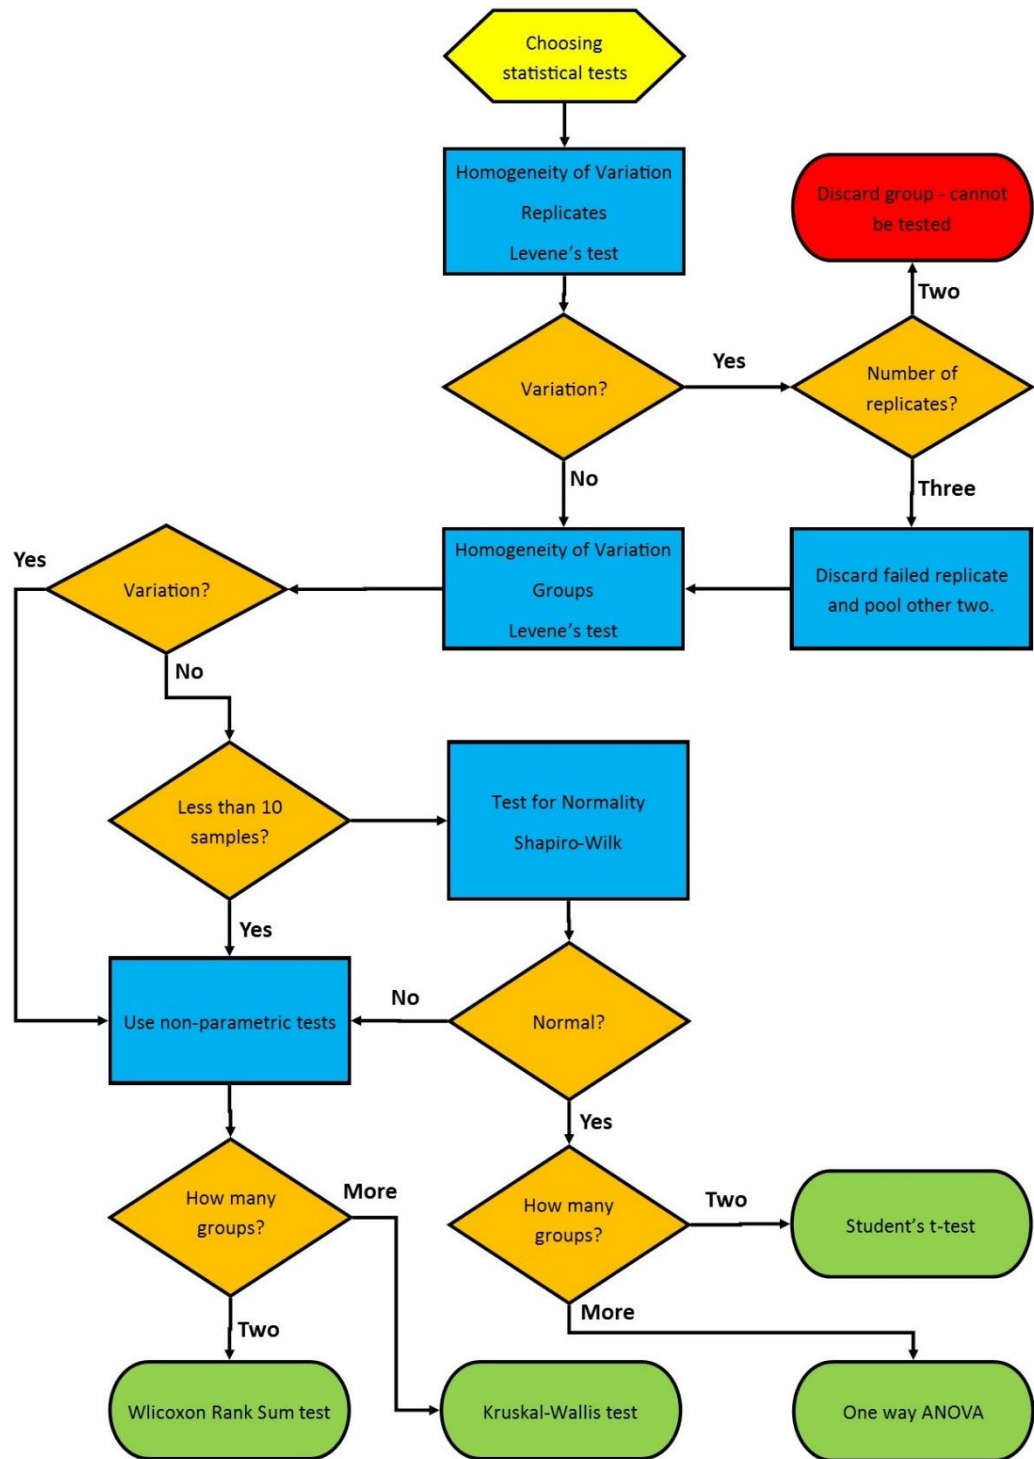 Choosing
statistical tests
Homogeneity of Variation
Replicates
Levene's test
Discard group - cannot
be tested
Two
Variation?
Yes
Number of
replicates?
No
Three
Yes
Variation?
Homogeneity of Variation
Groups
Levene's test
Discard failed replicate
and pool other two.
No
Less than 10
samples?
Test for Normality
Shapiro-Wilk
Yes
Use non-parametric tests
No
Normal?
Yes
How many
groups?
More
How many
groups?
Two
Student's t-test
Two
More
Wlicoxon Rank Sum test
Kruskal-Wallis test
One way ANOVA